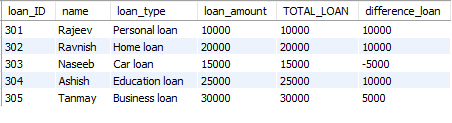 loan_ID name loan_type loan_amount TOTAL_LOAN difference_loan
301 Rajeev Personal loan 10000 10000 10000
302 Ravnish Home loan 20000 20000 10000
303 Naseeb Car loan 15000 15000 -5000
304 Ashish Education loan 25000 25000 10000
305 Tanmay Business loan 30000 30000 5000